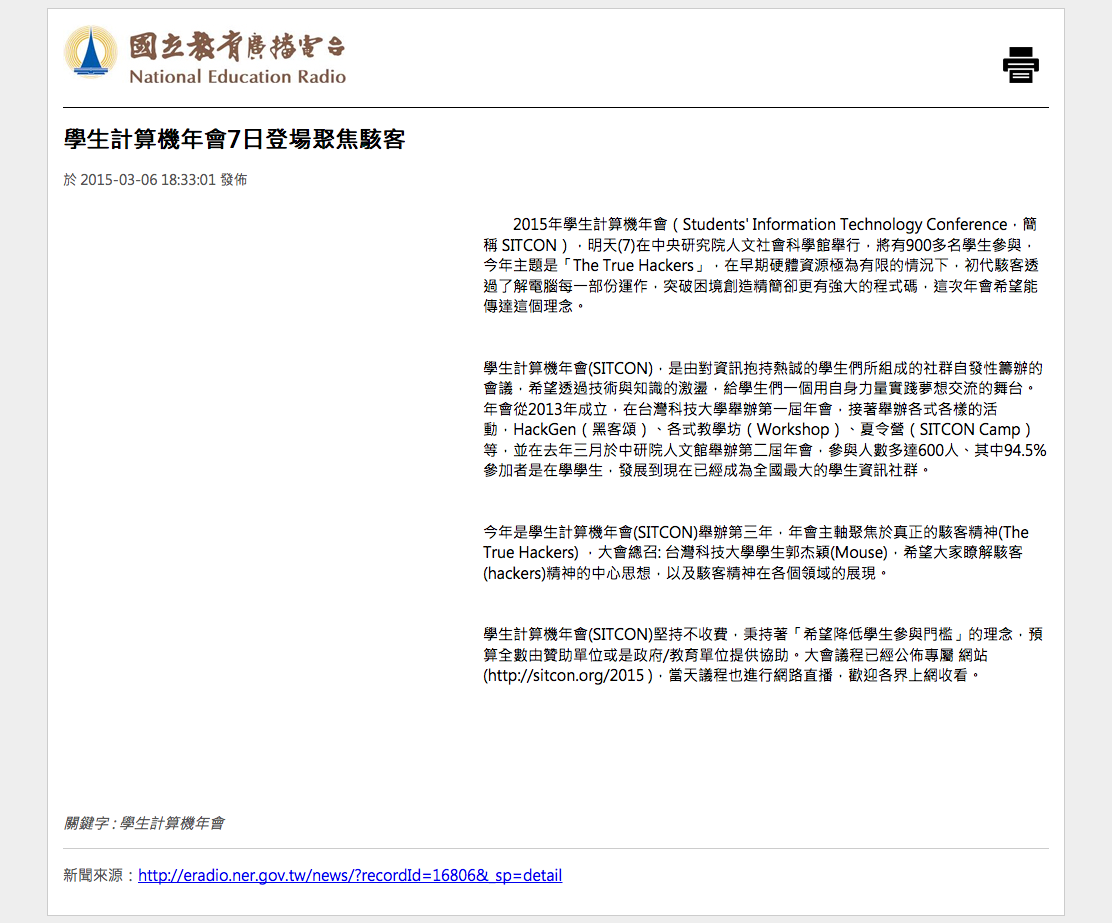 國立教育廣播電台
National Education Radio
學生計算機年會7日登場聚焦駭客
於 2015-03-06 18:33:01 發佈
2015年學生計算機年會（Students' Information Technology Conference，簡
稱 SITCON ），明天(7)在中央研究院人文社會科學館舉行，將有900多名學生參與，
今年主題是「The True Hackers」，在早期硬體資源極為有限的情況下，初代駭客透
過了解電腦每一部份運作，突破困境創造精簡卻更有強大的程式碼，這次年會希望能
傳達這個理念。
學生計算機年會(SITCON)，是由對資訊抱持熱誠的學生們所組成的社群自發性籌辦的
會議，希望透過技術與知識的激盪，給學生們一個用自身力量實踐夢想交流的舞台。
年會從2013年成立，在台灣科技大學舉辦第一屆年會，接著舉辦各式各樣的活
動，HackGen（黑客頌）、各式教學坊（Workshop）、夏令營（SITCON Camp）
等，並在去年三月於中研院人文館舉辦第二屆年會，參與人數多達600人、其中94.5%
參加者是在學學生，發展到現在已經成為全國最大的學生資訊社群。
今年是學生計算機年會(SITCON)舉辦第三年，年會主軸聚焦於真正的駭客精神(The
True Hackers) ，大會總召: 台灣科技大學學生郭杰穎(Mouse)，希望大家瞭解駭客
(hackers)精神的中心思想，以及駭客精神在各個領域的展現。
學生計算機年會(SITCON)堅持不收費，秉持著「希望降低學生參與門檻」的理念，預
算全數由贊助單位或是政府/教育單位提供協助。大會議程已經公佈專屬 網站
(http://sitcon.org/2015 )，當天議程也進行網路直播，歡迎各界上網收看。
關鍵字 : 學生計算機年會
新聞來源：http://eradio.ner.gov.tw/news/?recordId=16806&_sp=detail